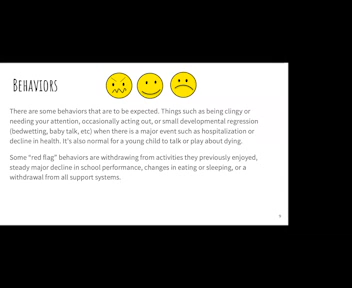 BEHAVIORS
There are some behaviors that are to be expected. Things such as being clingy or
needing your attention, occasionally acting out, or small developmental regression
(bedwetting, baby talk, etc) when there is a major event such as hospitalization or
decline in health. It's also normal for a young child to talk or play about dying.
Some "red flag" behaviors are withdrawing from activities they previously enjoyed,
steady major decline in school performance, changes in eating or sleeping, or a
withdrawal from all support systems.